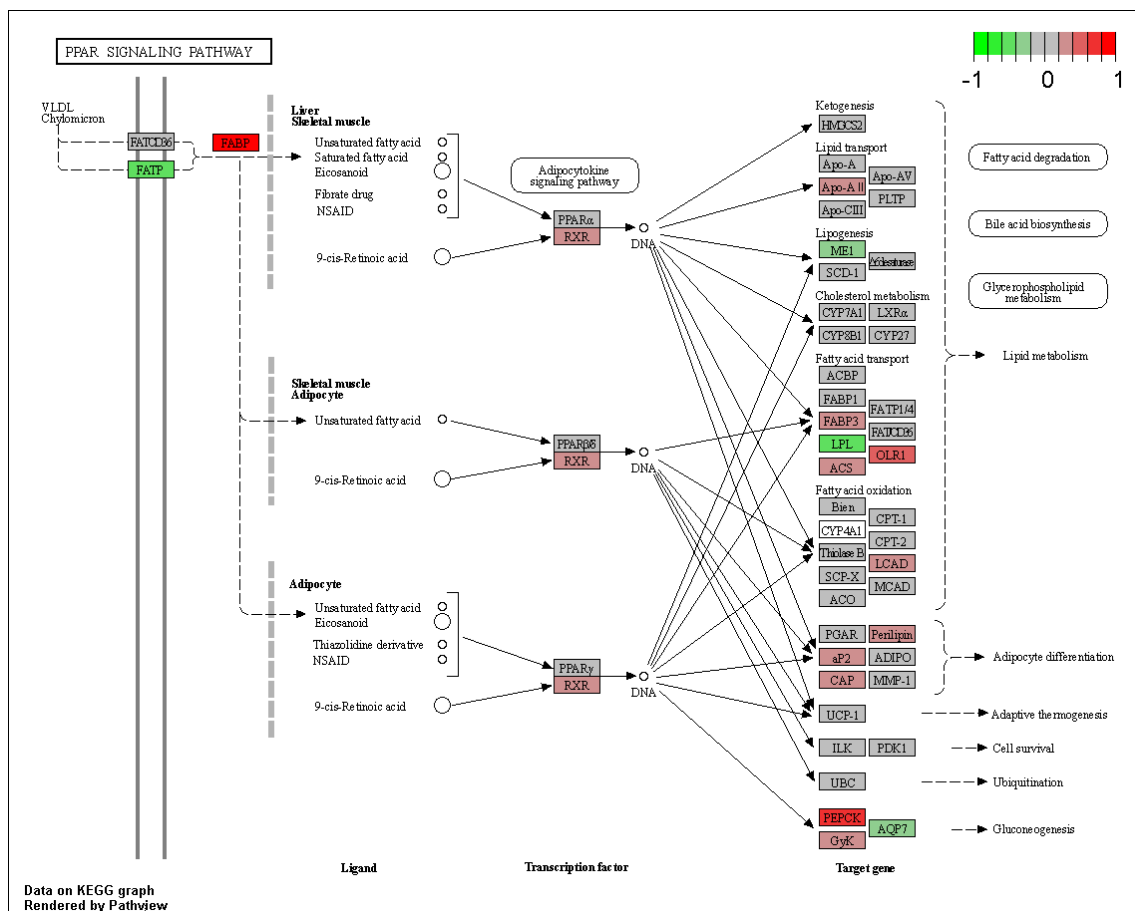 PPAR SIGNALING PATHWAY
-1 0 1
VLDL
Chylomicron
FAT/CD36
FABP
FATP
Liver
Skeletal muscle
Unsaturated fatty acid
Saturated fatty acid
Eicosanoid
Fibrate drug
NSAID
9-cis-Retinoic acid
Adipocytokine
signaling pathway
PPARα
RXR
DNA
Skeletal muscle
Adipocyte
Unsaturated fatty acid
9-cis-Retinoic acid
PPARβ/δ
RXR
DNA
Adipocyte
Unsaturated fatty acid
Eicosanoid
Thiazolidine derivative
NSAID
9-cis-Retinoic acid
PPARγ
RXR
DNA
Ketogenesis
HMGCS2
Lipid transport
Apo-A
Apo-AV
Apo-A II
PLTP
Apo-CIII
Lipogenesis
ME1
SCD-1
Cholesterol metabolism
CYP7A1 LXRα
CYP8B1 CYP27
Fatty acid transport
ACBP
FABP1
FATP1/4
FABP3
FAT/CD36
LPL
OLR1
ACS
Fatty acid oxidation
Bien
CPT-1
CYP4A1
CPT-2
Thiolase B
LCAD
SCP-X
MCAD
ACO
PGAR Perilipin
aP2 ADIPO
CAP MMP-1
UCP-1
ILK PDK1
UBC
PEPCK
AQP7
GyK
Fatty acid degradation
Bile acid biosynthesis
Glycerophospholipid
metabolism
Lipid metabolism
Adipocyte differentiation
Adaptive thermogenesis
Cell survival
Ubiquitination
Gluconeogenesis
Ligand
Transcription factor
Target gene
Data on KEGG graph
Rendered by Pathview